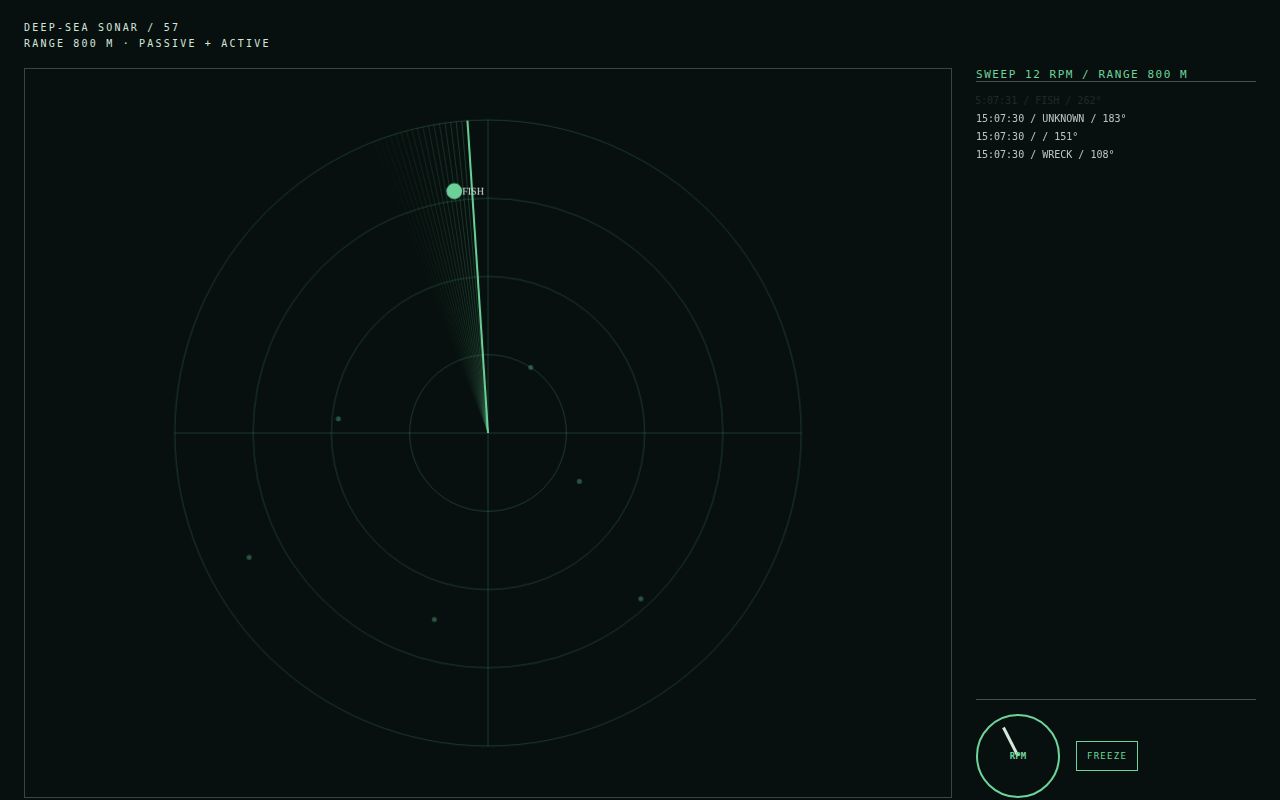 DEEP-SEA SONAR / 57
RANGE 800 M · PASSIVE + ACTIVE
SWEEP 12 RPM / RANGE 800 M
5:07:31 / FISH / 262°
15:07:30 / UNKNOWN / 183°
15:07:30 / / 151°
15:07:30 / WRECK / 108°
FISH
RPM
FREEZE